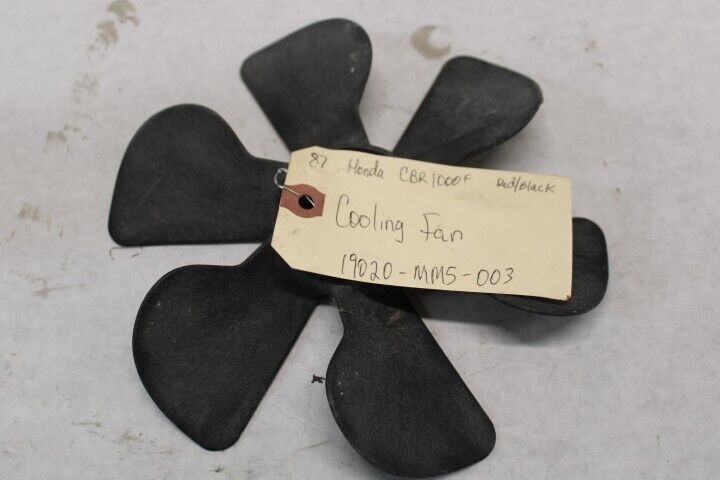 87 Honda CBR1000F Red/Black
Cooling Fan
19020-MM5-003